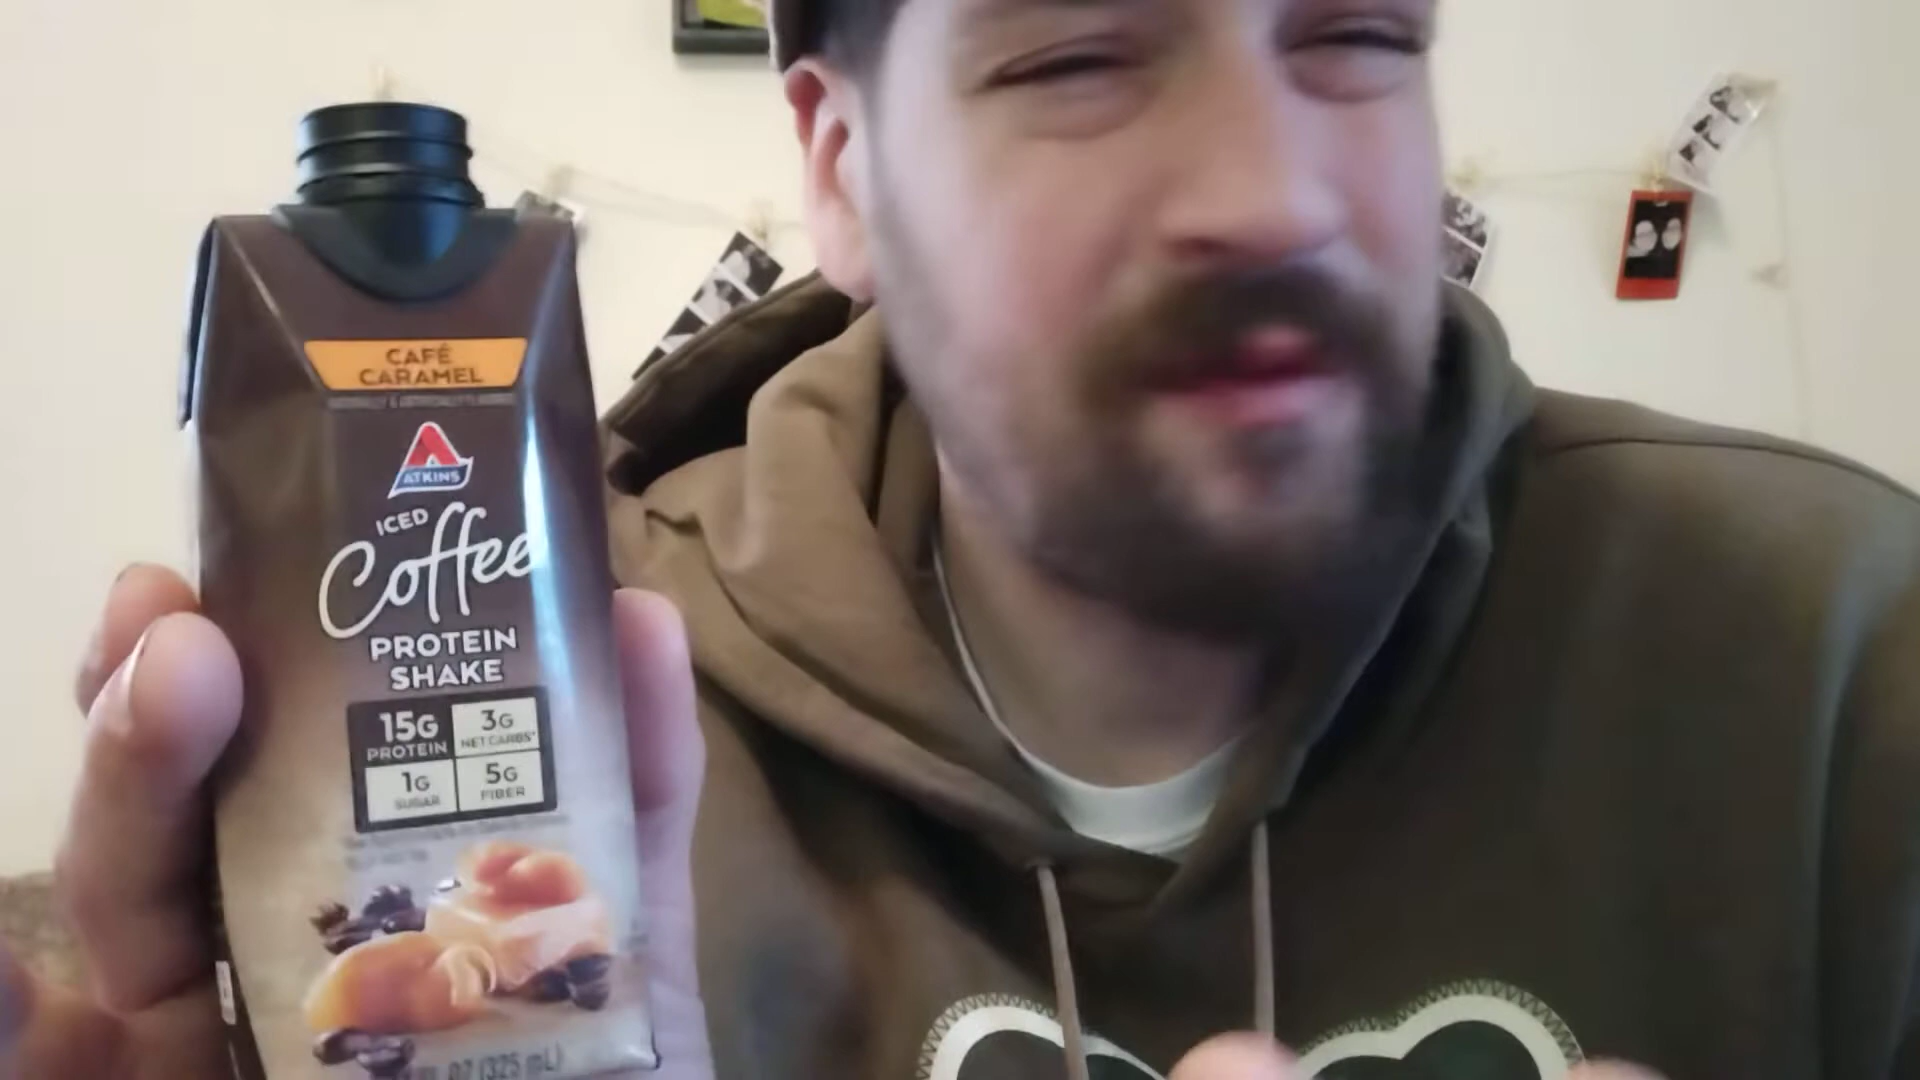 CAFÉ
CARAMEL
ATKINS
ICED
Coffee
PROTEIN
SHAKE
15G
PROTEIN
3G
NET CARBS*
1G
SUGAR
5G
FIBER
(325 mL)